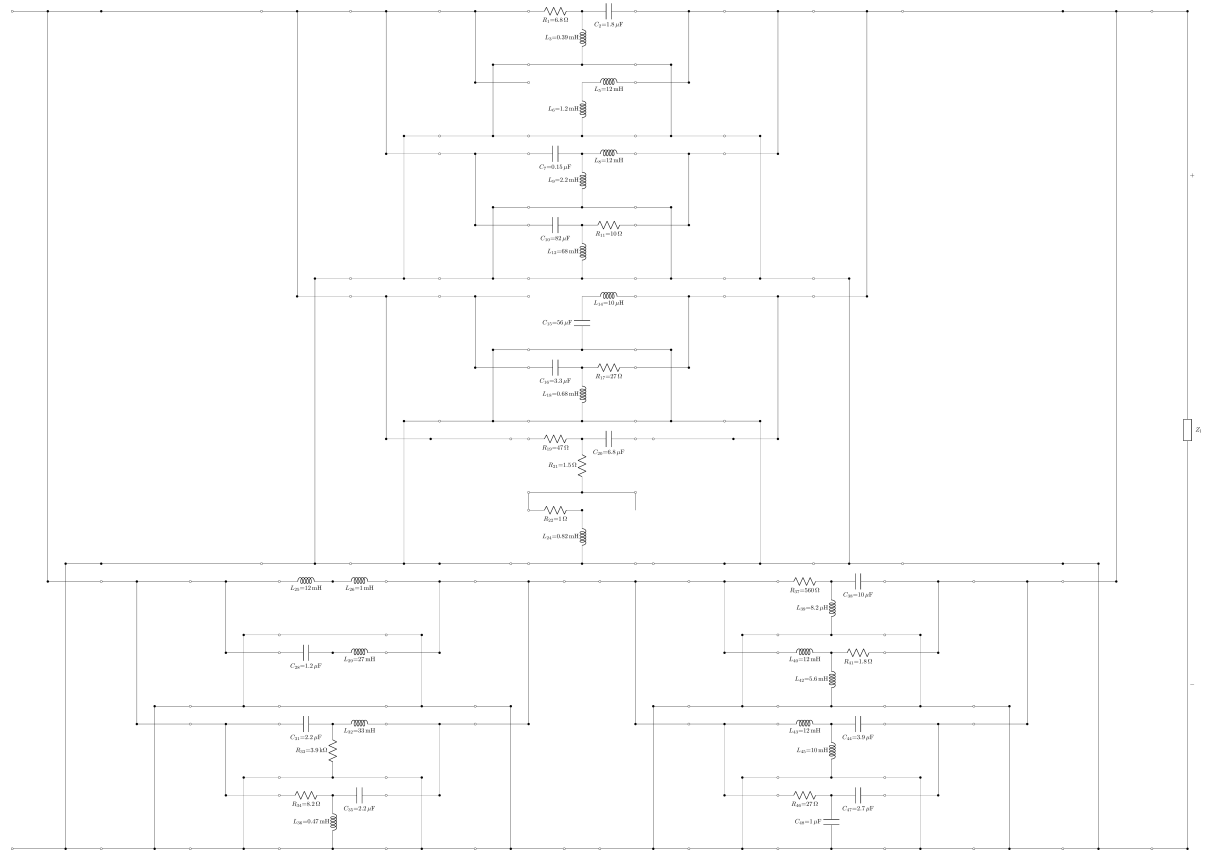 R₁=6.8 Ω
C₂=1.8 μF
L₃=0.39 mH
L₅=12 mH
L₆=1.2 mH
C₇=0.15 μF
L₈=12 mH
L₉=2.2 mH
C₁₀=82 μF
R₁₁=10 Ω
L₁₂=68 mH
+
L₁₄=10 μH
C₁₅=56 μF
C₁₆=3.3 μF
R₁₇=27 Ω
L₁₈=0.68 mH
Z₁
R₁₉=47 Ω
C₂₀=6.8 μF
R₂₁=1.5 Ω
R₂₂=1 Ω
L₂₄=0.82 mH
L₂₅=12 mH
L₂₆=1 mH
R₃₇=560 Ω
C₃₈=10 μF
L₃₉=8.2 μH
C₂₈=1.2 μF
L₂₉=27 mH
L₄₀=12 mH
R₄₁=1.8 Ω
L₄₂=5.6 mH
−
C₃₁=2.2 μF
L₃₂=33 mH
R₃₃=3.9 kΩ
L₄₃=12 mH
C₄₄=3.9 μF
L₄₅=10 mH
R₃₄=8.2 Ω
C₃₅=2.2 μF
L₃₆=0.47 mH
R₄₆=27 Ω
C₄₇=2.7 μF
C₄₈=1 μF